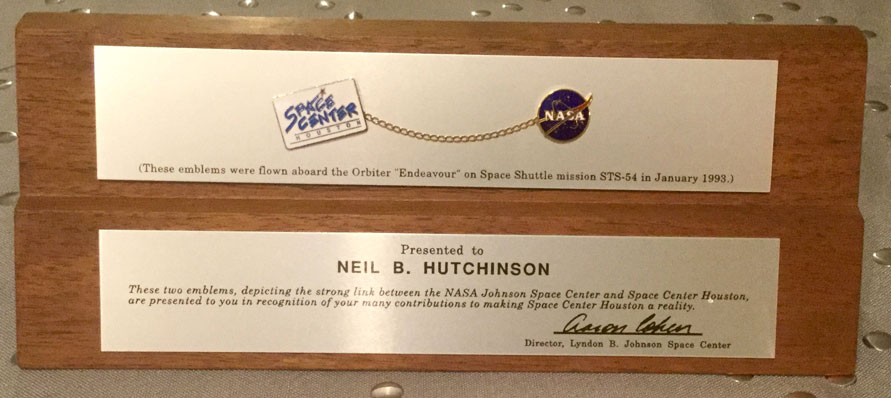 SPACE
CENTER
HOUSTON
NASA
(These emblems were flown aboard the Orbiter "Endeavour" on Space Shuttle mission STS-54 in January 1993.)
Presented to
NEIL B. HUTCHINSON
These two emblems, depicting the strong link between the NASA Johnson Space Center and Space Center Houston,
are presented to you in recognition of your many contributions to making Space Center Houston a reality.
Aaron Cohen
Director, Lyndon B. Johnson Space Center